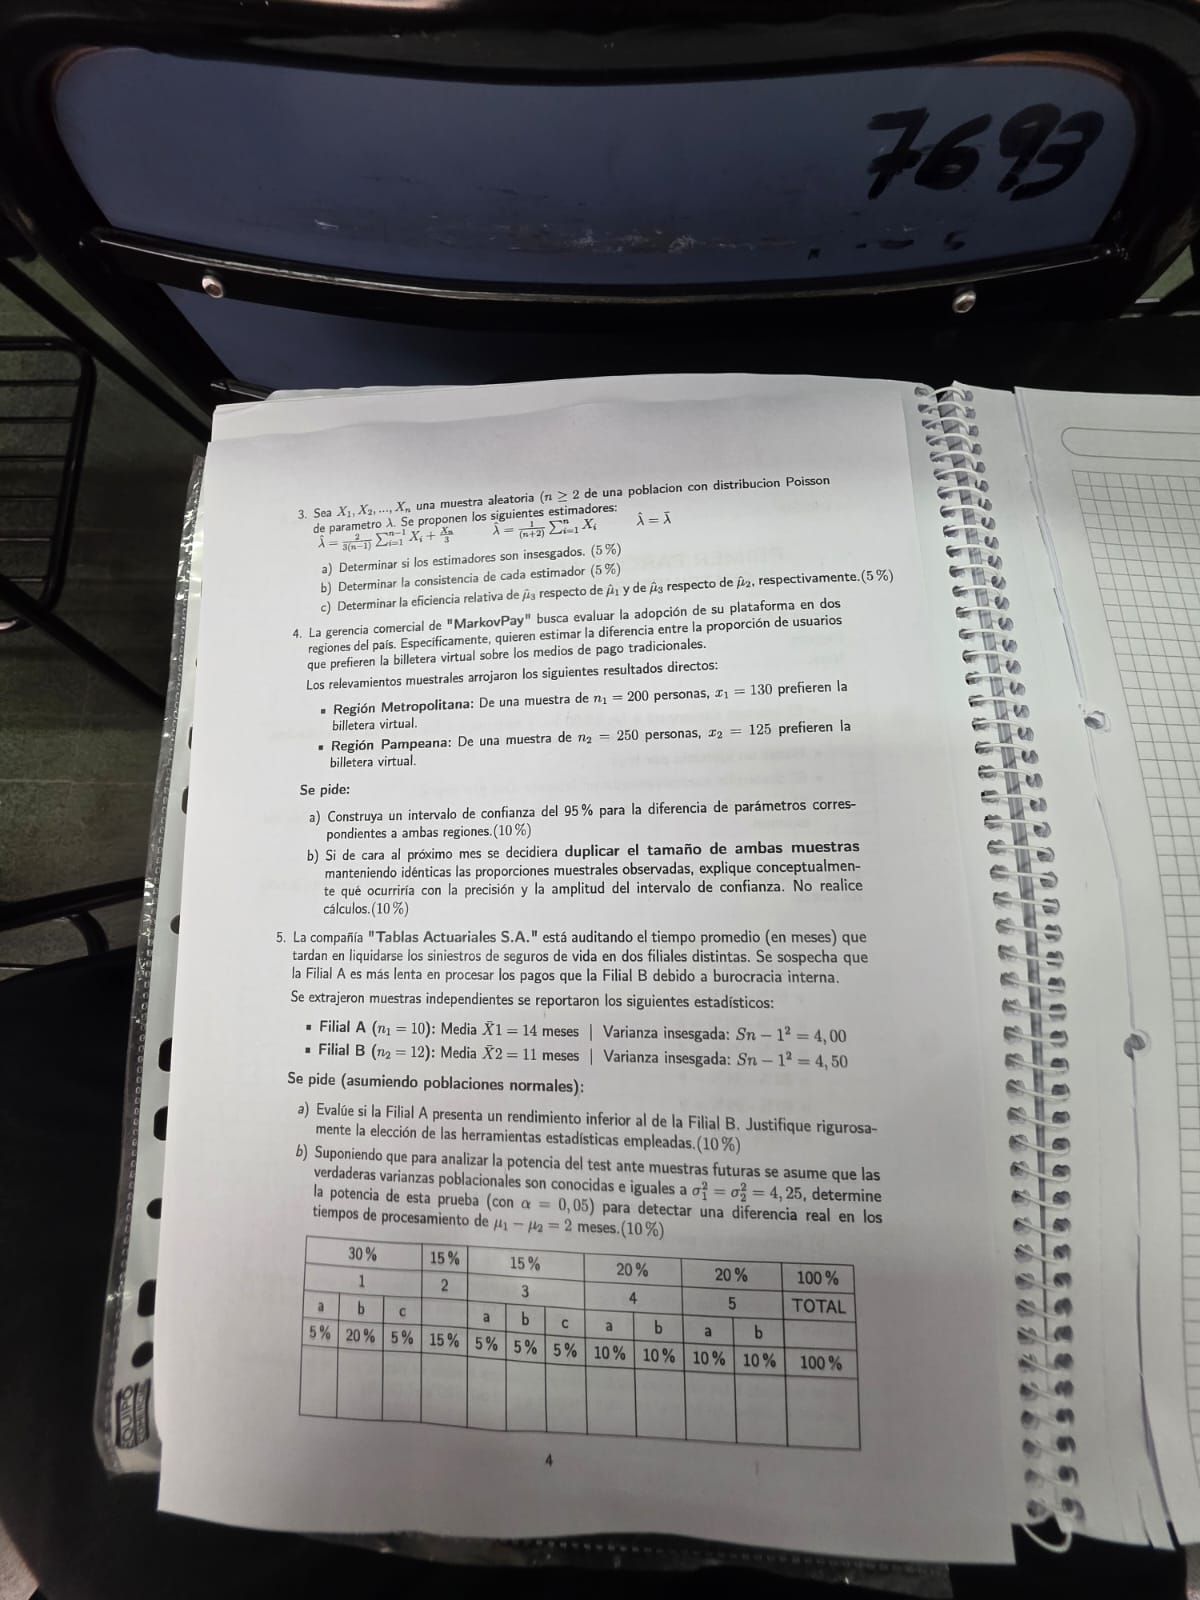 7693
3. Sea X₁, X₂, ..., Xₙ una muestra aleatoria (n ≥ 2 de una poblacion con distribucion Poisson
de parametro λ. Se proponen los siguientes estimadores:
λ̂ = 2/(3(n−1)) ∑ᵢ₌₁ⁿ⁻¹ Xᵢ + Xₙ/3   λ̂ = 1/(n+2) ∑ᵢ₌₁ⁿ Xᵢ   λ̂ = λ̄
a) Determinar si los estimadores son insesgados. (5 %)
b) Determinar la consistencia de cada estimador (5 %)
c) Determinar la eficiencia relativa de μ̂₃ respecto de μ̂₁ y de μ̂₃ respecto de μ̂₂, respectivamente.(5 %)
4. La gerencia comercial de "MarkovPay" busca evaluar la adopción de su plataforma en dos
regiones del país. Específicamente, quieren estimar la diferencia entre la proporción de usuarios
que prefieren la billetera virtual sobre los medios de pago tradicionales.
Los relevamientos muestrales arrojaron los siguientes resultados directos:
▪ Región Metropolitana: De una muestra de n₁ = 200 personas, x₁ = 130 prefieren la
billetera virtual.
▪ Región Pampeana: De una muestra de n₂ = 250 personas, x₂ = 125 prefieren la
billetera virtual.
Se pide:
a) Construya un intervalo de confianza del 95 % para la diferencia de parámetros corres-
pondientes a ambas regiones.(10 %)
b) Si de cara al próximo mes se decidiera duplicar el tamaño de ambas muestras
manteniendo idénticas las proporciones muestrales observadas, explique conceptualmen-
te qué ocurriría con la precisión y la amplitud del intervalo de confianza. No realice
cálculos.(10 %)
5. La compañía "Tablas Actuariales S.A." está auditando el tiempo promedio (en meses) que
tardan en liquidarse los siniestros de seguros de vida en dos filiales distintas. Se sospecha que
la Filial A es más lenta en procesar los pagos que la Filial B debido a burocracia interna.
Se extrajeron muestras independientes se reportaron los siguientes estadísticos:
▪ Filial A (n₁ = 10): Media X̄1 = 14 meses | Varianza insesgada: Sn − 1² = 4, 00
▪ Filial B (n₂ = 12): Media X̄2 = 11 meses | Varianza insesgada: Sn − 1² = 4, 50
Se pide (asumiendo poblaciones normales):
a) Evalúe si la Filial A presenta un rendimiento inferior al de la Filial B. Justifique rigurosa-
mente la elección de las herramientas estadísticas empleadas.(10 %)
b) Suponiendo que para analizar la potencia del test ante muestras futuras se asume que las
verdaderas varianzas poblacionales son conocidas e iguales a σ₁² = σ₂² = 4, 25, determine
la potencia de esta prueba (con α = 0, 05) para detectar una diferencia real en los
tiempos de procesamiento de μ₁ − μ₂ = 2 meses.(10 %)
30 % 15 % 15 % 20 % 20 % 100 %
1 2 3 4 5 TOTAL
a b c a b c a b a b
5 % 20 % 5 % 15 % 5 % 5 % 5 % 10 % 10 % 10 % 10 % 100 %
4
EQUIPO